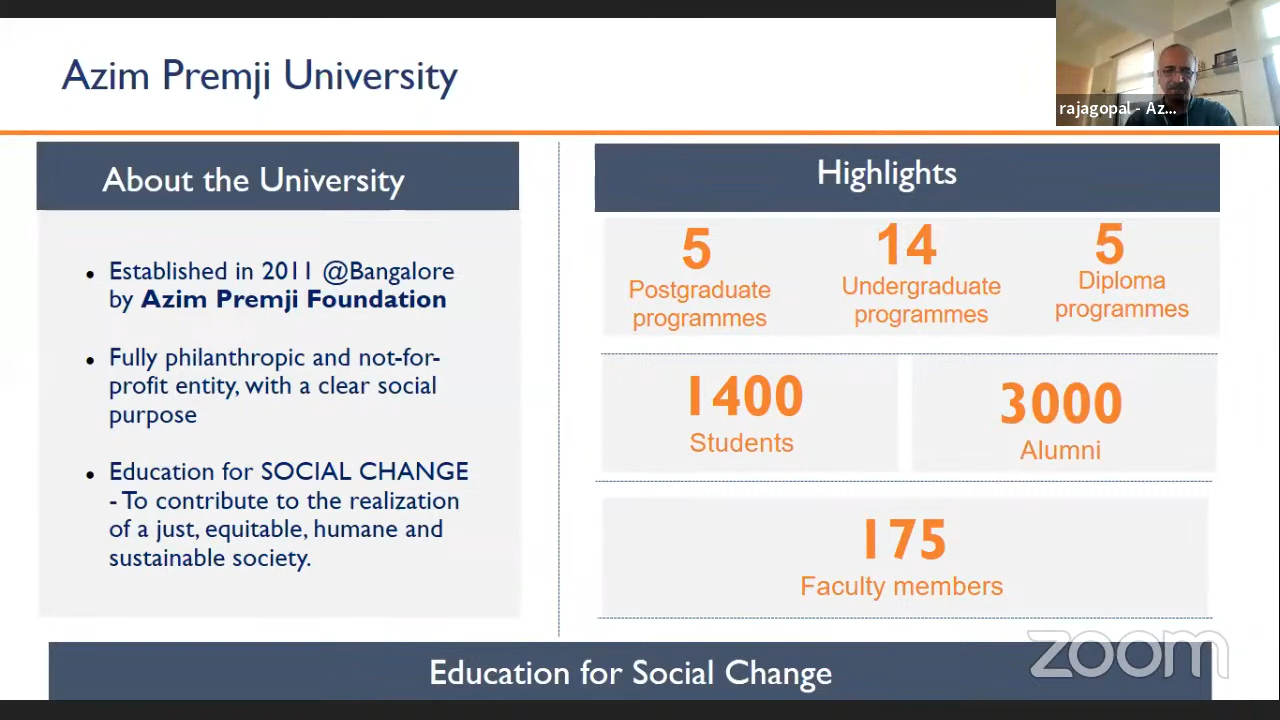 Azim Premji University
rajagopal - Az...
About the University
• Established in 2011 @Bangalore
by Azim Premji Foundation
• Fully philanthropic and not-for-
profit entity, with a clear social
purpose
• Education for SOCIAL CHANGE
- To contribute to the realization
of a just, equitable, humane and
sustainable society.
Highlights
5
Postgraduate
programmes
14
Undergraduate
programmes
5
Diploma
programmes
1400
Students
3000
Alumni
175
Faculty members
zoom
Education for Social Change